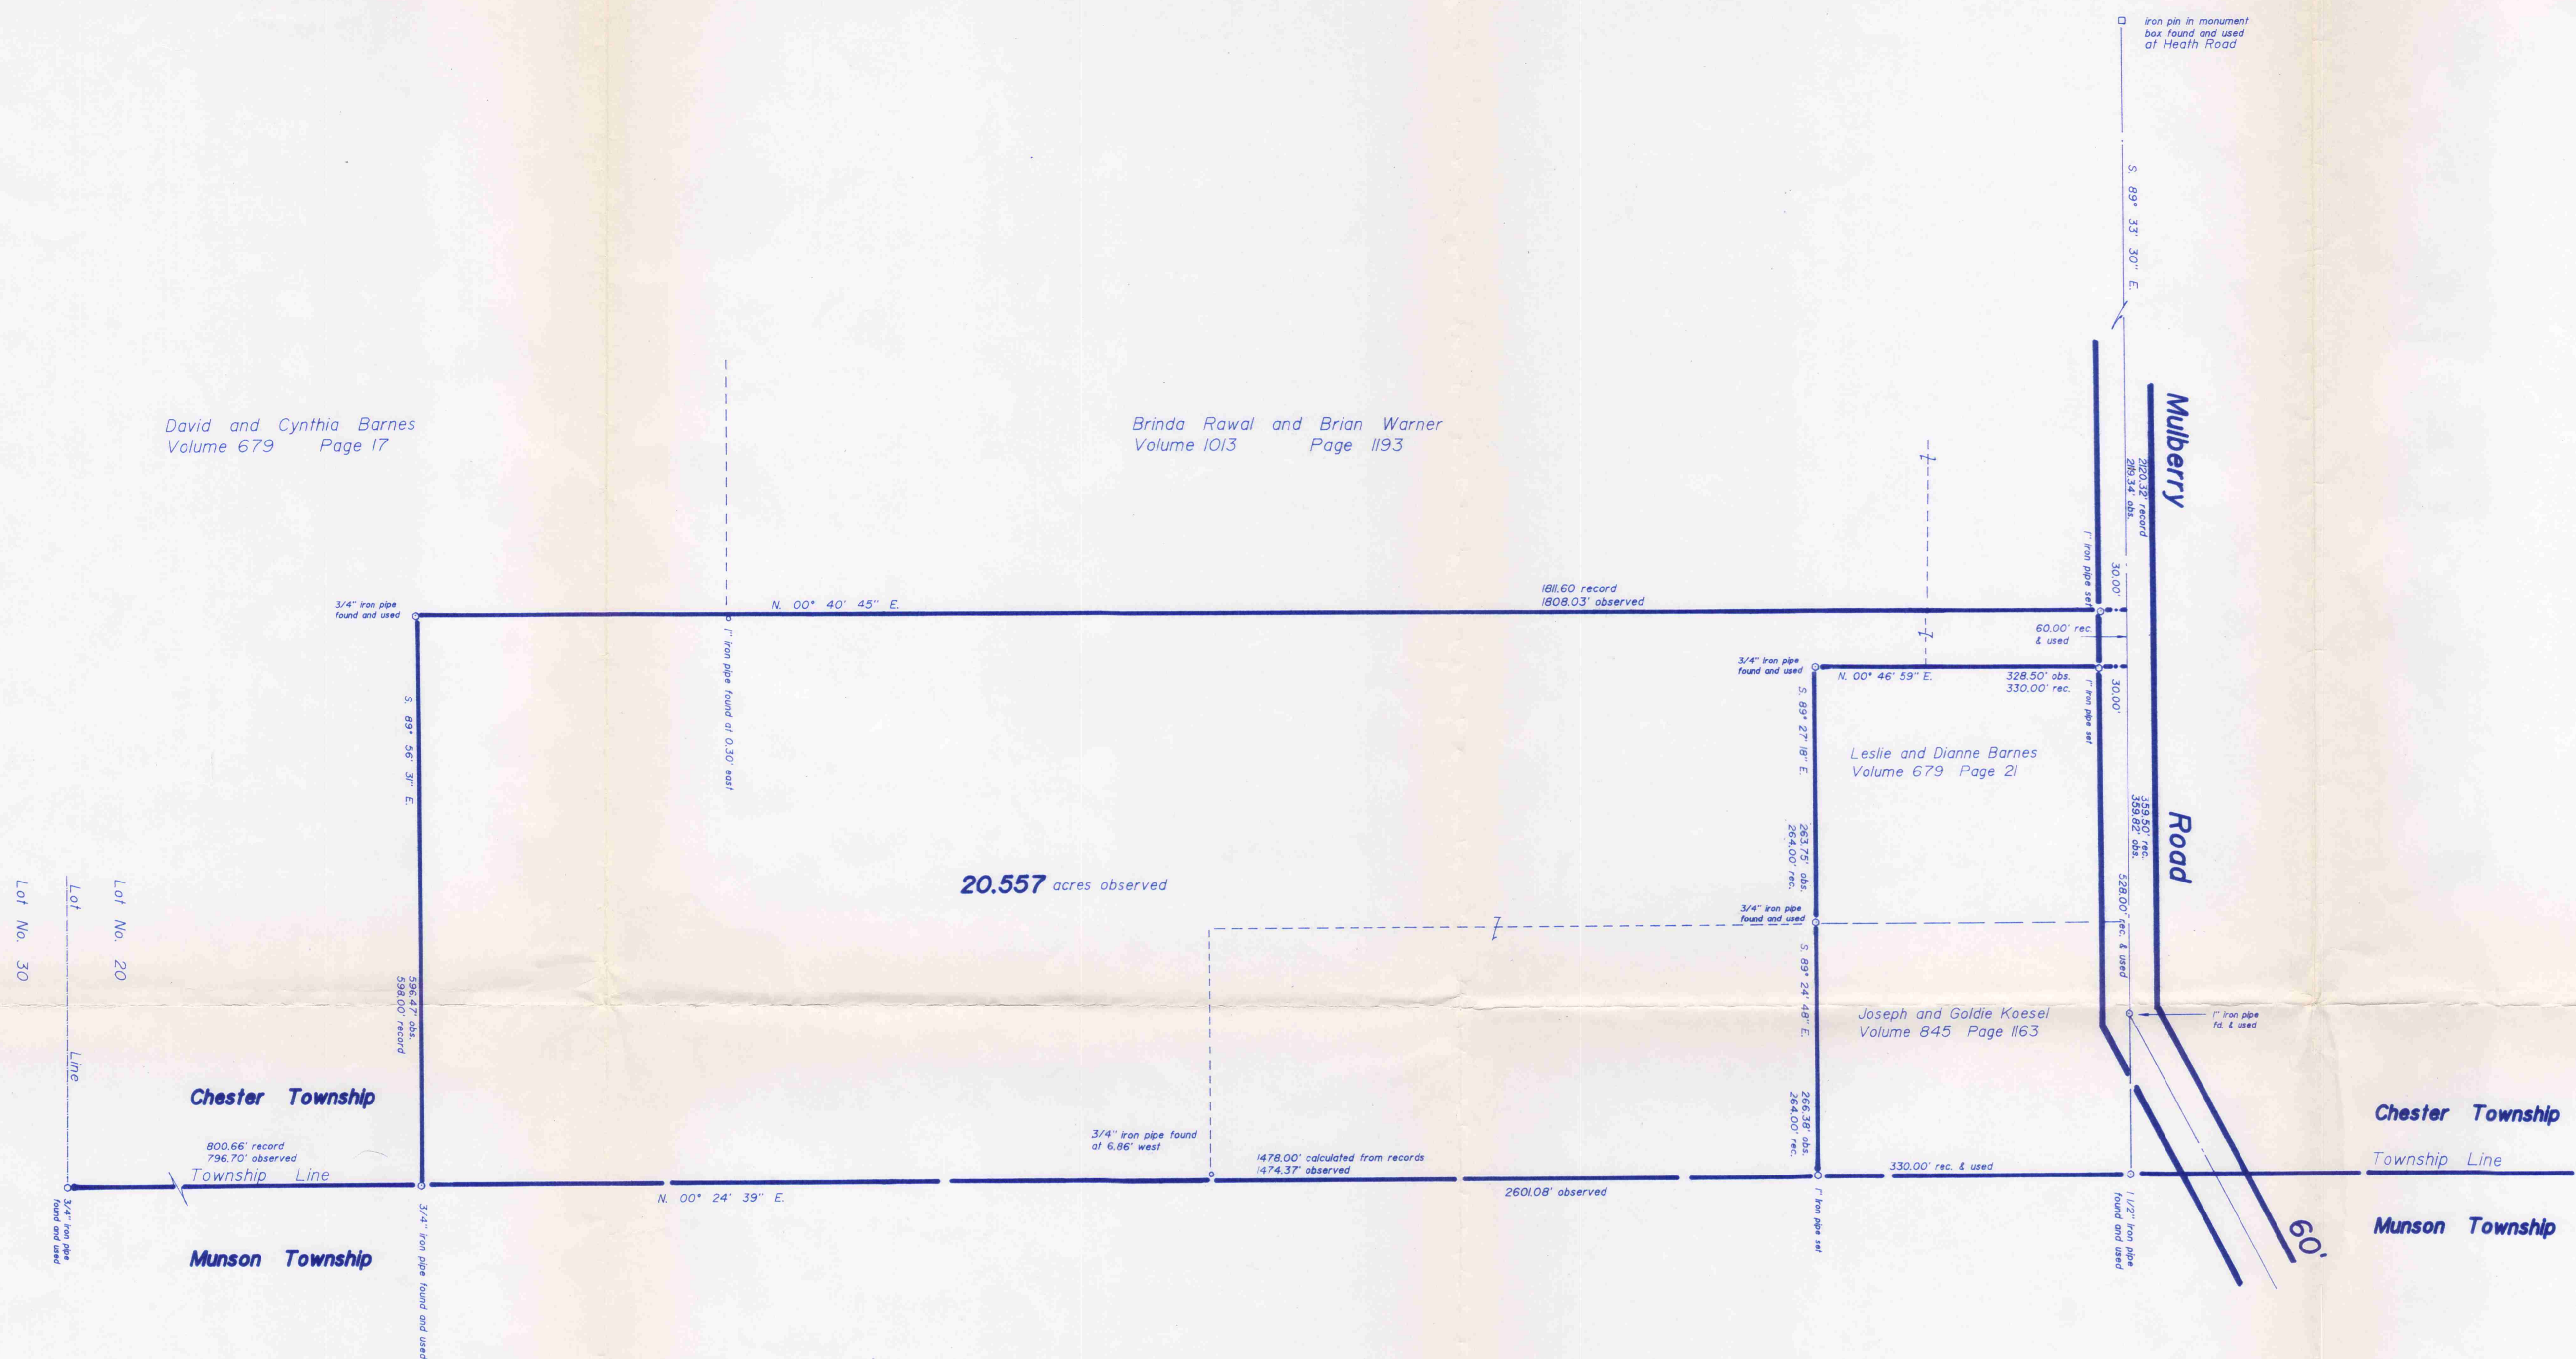 iron pin in monument
box found and used
at Heath Road
S. 89° 33' 30" E.
David and Cynthia Barnes
Volume 679 Page 17
Brinda Rawal and Brian Warner
Volume 1013 Page 1193
Mulberry
Road
2120.32' record
2119.34' obs.
1" iron pipe set
30.00'
3/4" iron pipe
found and used
N. 00° 40' 45" E.
1811.60 record
1808.03' observed
60.00' rec.
& used
1" iron pipe found at 0.30' east
3/4" iron pipe
found and used
N. 00° 46' 59" E.
328.50' obs.
330.00' rec.
1" iron pipe set
30.00'
S. 89° 56' 31" E.
596.47' obs.
598.00' record
S. 89° 27' 18" E.
263.75' obs.
264.00' rec.
Leslie and Dianne Barnes
Volume 679 Page 21
359.50' rec.
359.82' obs.
528.00' rec. & used
20.557 acres observed
3/4" iron pipe
found and used
S. 89° 24' 48" E.
266.38' obs.
264.00' rec.
Joseph and Goldie Koesel
Volume 845 Page 1163
1" iron pipe
fd. & used
Lot No. 30
Lot Line
Lot No. 20
Chester Township
800.66' record
796.70' observed
Township Line
Munson Township
3/4" iron pipe
found and used
3/4" iron pipe found and used
N. 00° 24' 39" E.
3/4" iron pipe found
at 6.86' west
1478.00' calculated from records
1474.37' observed
2601.08' observed
330.00' rec. & used
1" iron pipe set
1 1/2" iron pipe
found and used
60'
Chester Township
Township Line
Munson Township